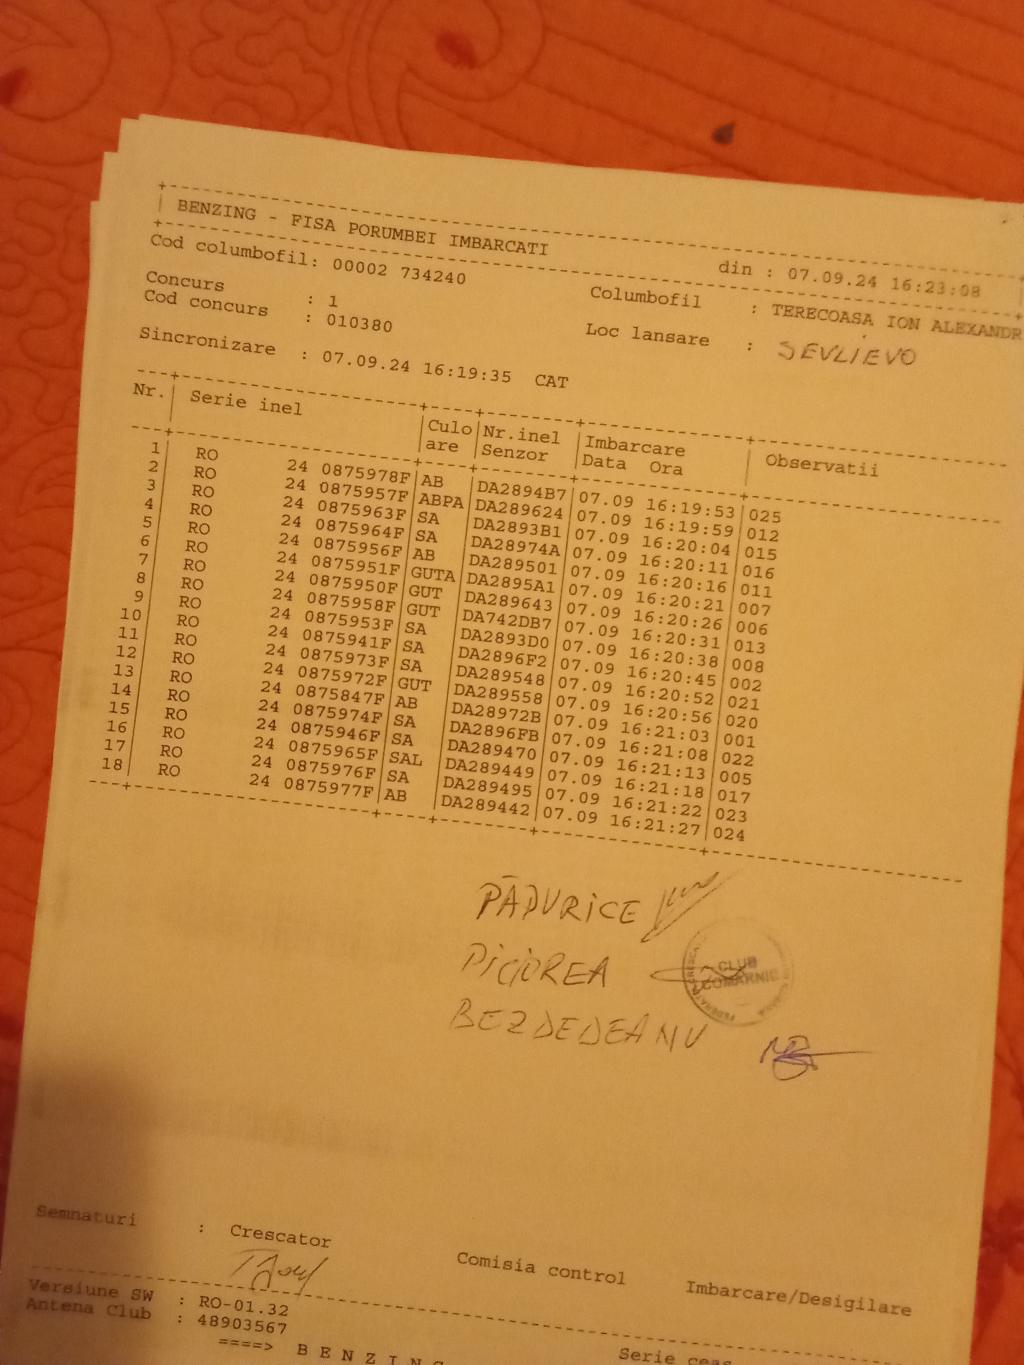 BENZING - FISA PORUMBEI IMBARCATI din : 07.09.24 16:23:08
Cod columbofil: 00002 734240 Columbofil : TERECOASA ION ALEXANDR
Concurs : 1 Loc lansare : SEVLIEVO
Cod concurs : 010380
Sincronizare : 07.09.24 16:19:35 CAT
Nr. Serie inel Culo Nr.inel Imbarcare Observatii
are Senzor Data Ora
1 RO 24 0875978F AB DA2894B7 07.09 16:19:53 025
2 RO 24 0875957F ABPA DA289624 07.09 16:19:59 012
3 RO 24 0875963F SA DA2893B1 07.09 16:20:04 015
4 RO 24 0875964F SA DA28974A 07.09 16:20:11 016
5 RO 24 0875956F AB DA289501 07.09 16:20:16 011
6 RO 24 0875951F GUTA DA2895A1 07.09 16:20:21 007
7 RO 24 0875950F GUT DA289643 07.09 16:20:26 006
8 RO 24 0875958F GUT DA742DB7 07.09 16:20:31 013
9 RO 24 0875953F SA DA2893D0 07.09 16:20:38 008
10 RO 24 0875941F SA DA2896F2 07.09 16:20:45 002
11 RO 24 0875973F SA DA289548 07.09 16:20:52 021
12 RO 24 0875972F GUT DA289558 07.09 16:20:56 020
13 RO 24 0875847F AB DA28972B 07.09 16:21:03 001
14 RO 24 0875974F SA DA2896FB 07.09 16:21:08 022
15 RO 24 0875946F SA DA289470 07.09 16:21:13 005
16 RO 24 0875965F SAL DA289449 07.09 16:21:18 017
17 RO 24 0875976F SA DA289495 07.09 16:21:22 023
18 RO 24 0875977F AB DA289442 07.09 16:21:27 024
PĂDURICE
PICIOREA
CLUB
COMARNIC
BEZDEDEANU
Semnaturi : Crescator Comisia control Imbarcare/Desigilare
Versiune SW : RO-01.32
Antena Club : 48903567 Serie ceas
====> B E N Z I N G